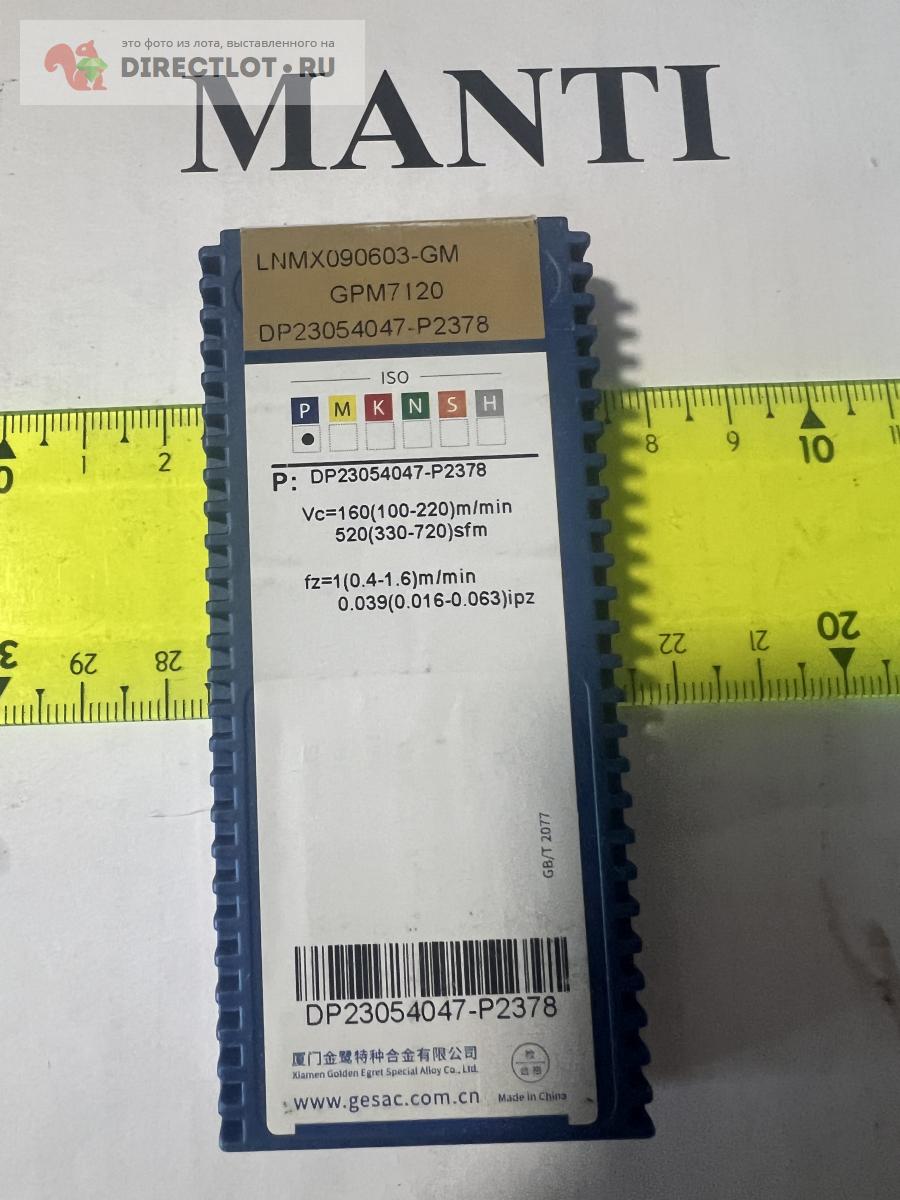 это фото из лота, выставленного на
DIRECTLOT.RU
MANTI
LNMX090603-GM
GPM7120
DP23054047-P2378
ISO
P M K N S H
P: DP23054047-P2378
Vc=160(100-220)m/min
520(330-720)sfm
fz=1(0.4-1.6)m/min
0.039(0.016-0.063)ipz
0 1 2 8 9 10
3 29 28 22 21 20
GB/T 2077
DP23054047-P2378
厦门金鹭特种合金有限公司
Xiamen Golden Egret Special Alloy Co., Ltd.
检
合格
www.gesac.com.cn Made in China